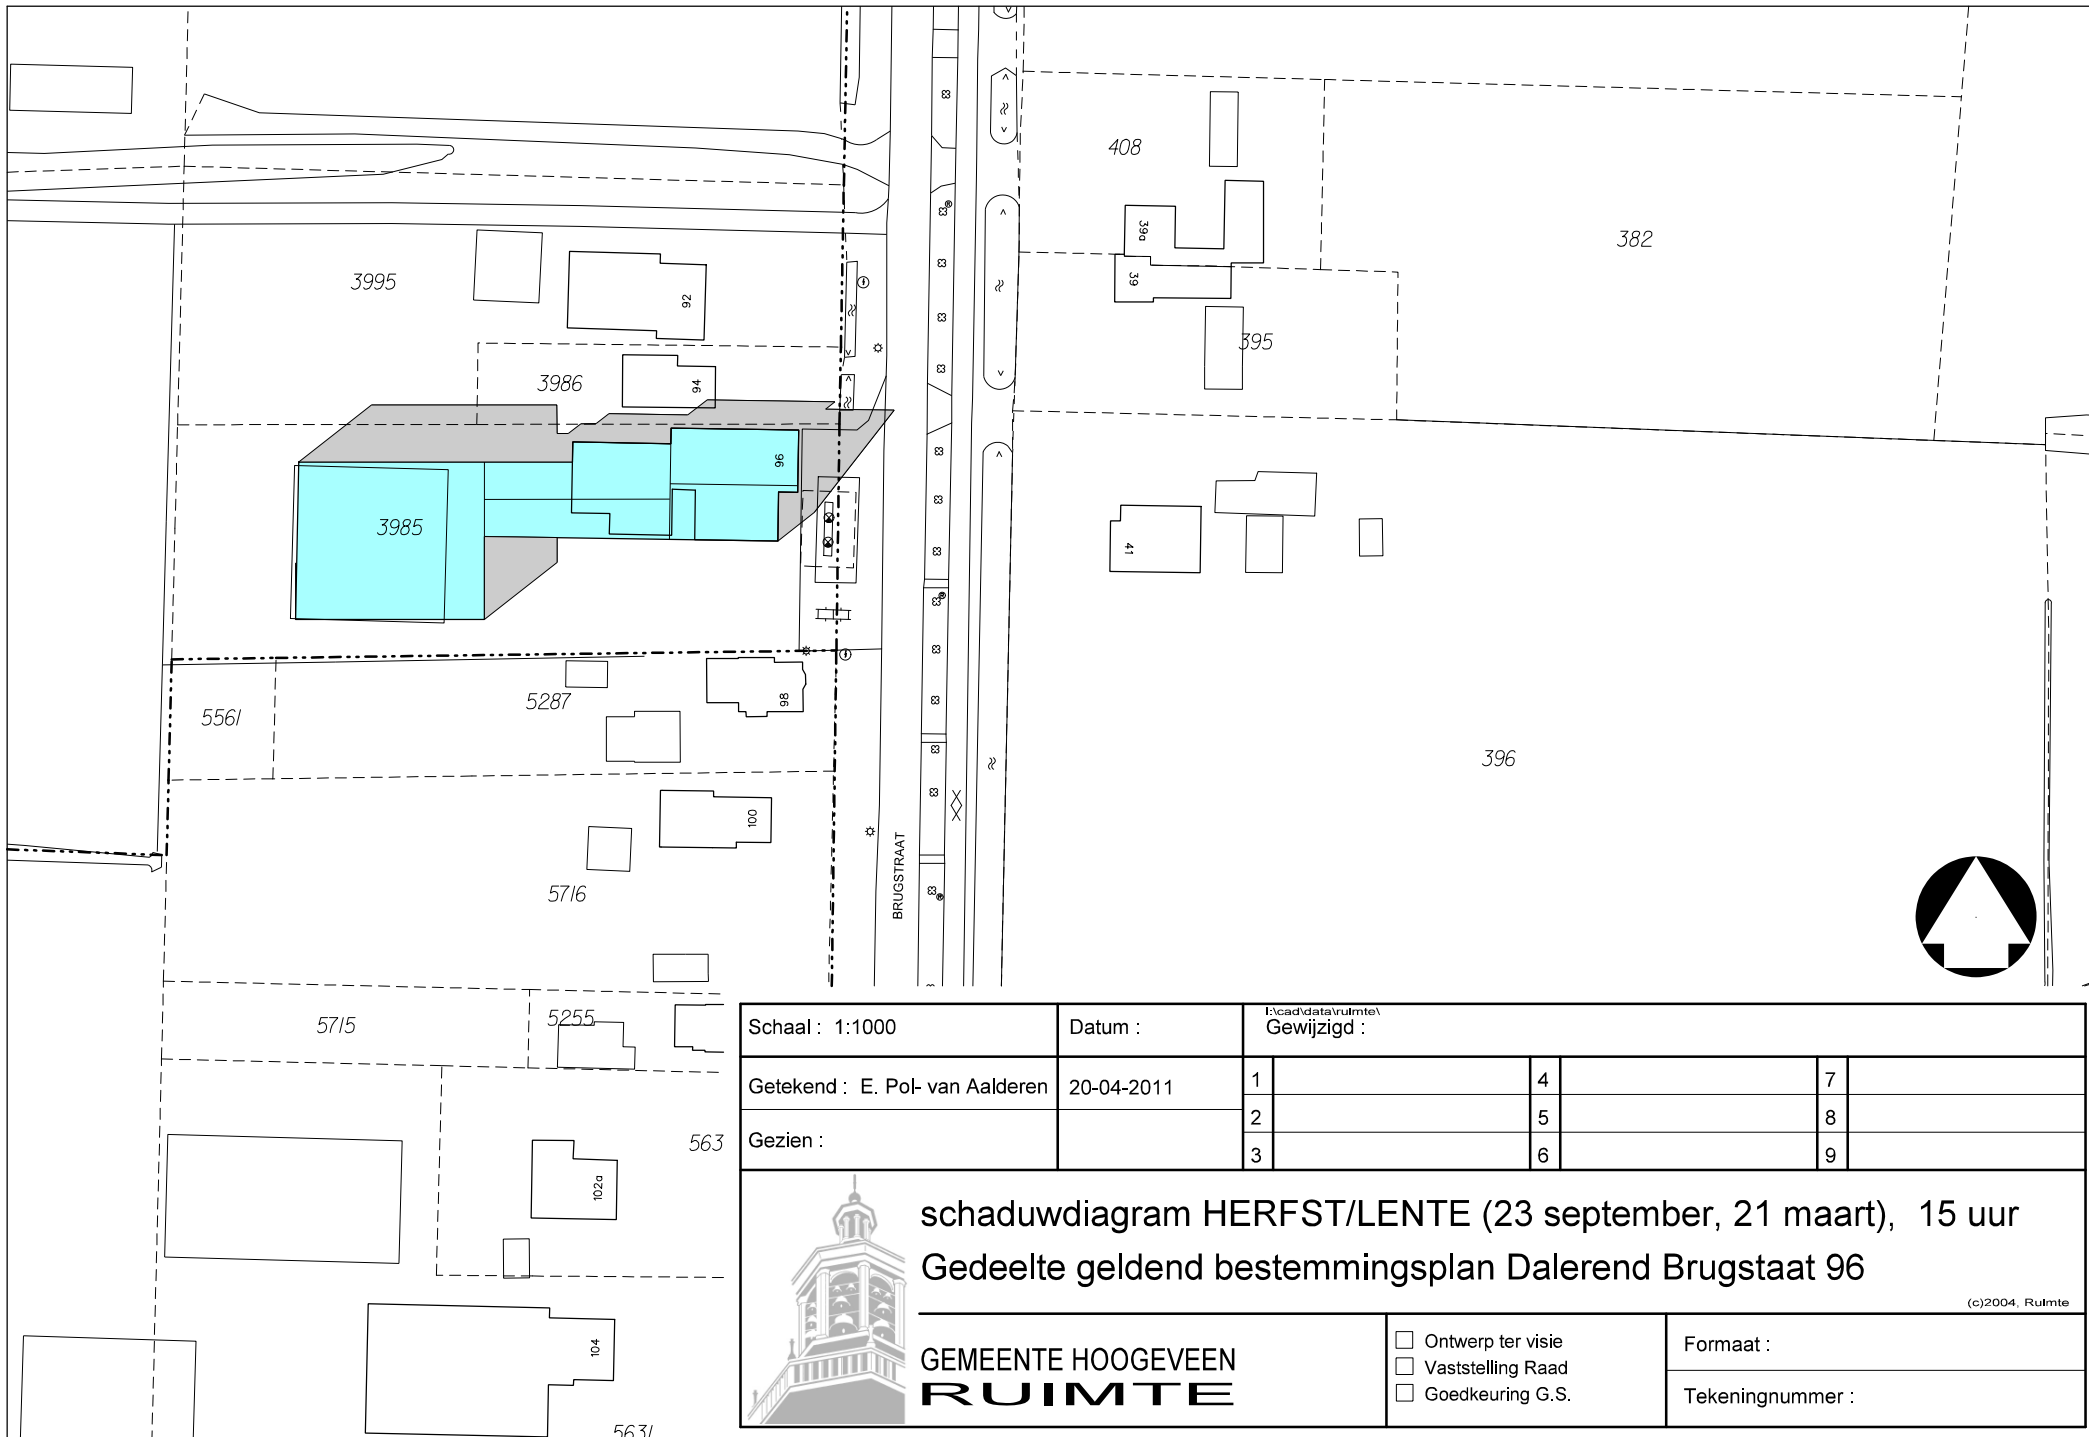 408
382
39a
39
395
3995
92
3986
94
96
3985
41
5287
98
5561
396
100
BRUGSTRAAT
5716
5715
5255
563
102a
104
5631
Schaal : 1:1000
Datum :
I:\cad\data\ruimte\
Gewijzigd :
Getekend : E. Pol- van Aalderen
20-04-2011
Gezien :
1 4 7
2 5 8
3 6 9
schaduwdiagram HERFST/LENTE (23 september, 21 maart), 15 uur
Gedeelte geldend bestemmingsplan Dalerend Brugstaat 96
(c)2004, Ruimte
GEMEENTE HOOGEVEEN
RUIMTE
Ontwerp ter visie
Vaststelling Raad
Goedkeuring G.S.
Formaat :
Tekeningnummer :